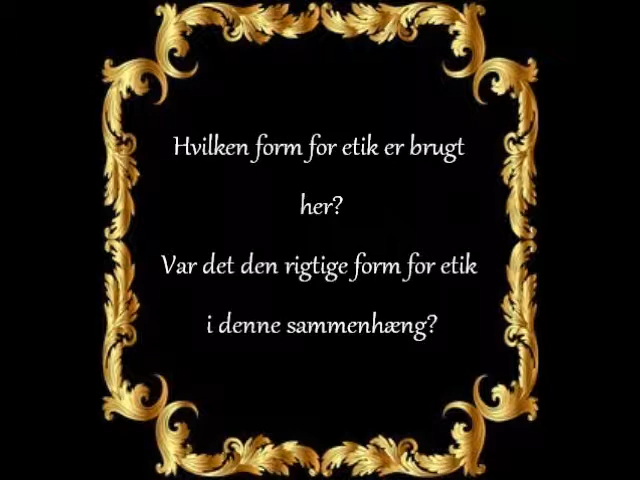 Hvilken form for etik er brugt
her?
Var det den rigtige form for etik
i denne sammenhæng?